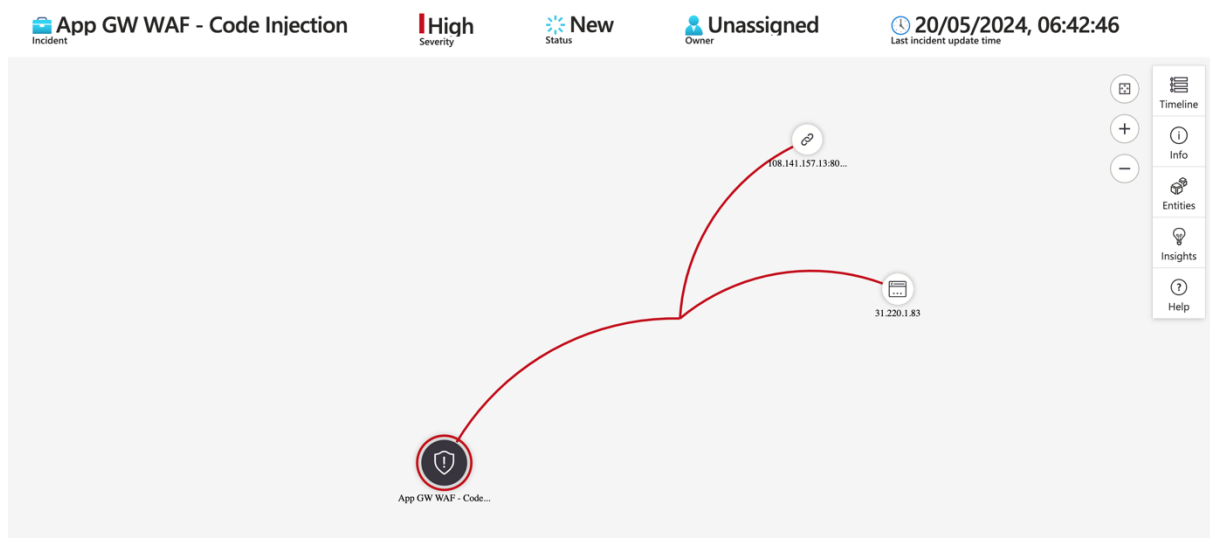 App GW WAF - Code Injection
Incident
High
Severity
New
Status
Unassigned
Owner
20/05/2024, 06:42:46
Last incident update time
Timeline
Info
Entities
Insights
Help
108.141.157.13:80...
31.220.1.83
App GW WAF - Code...